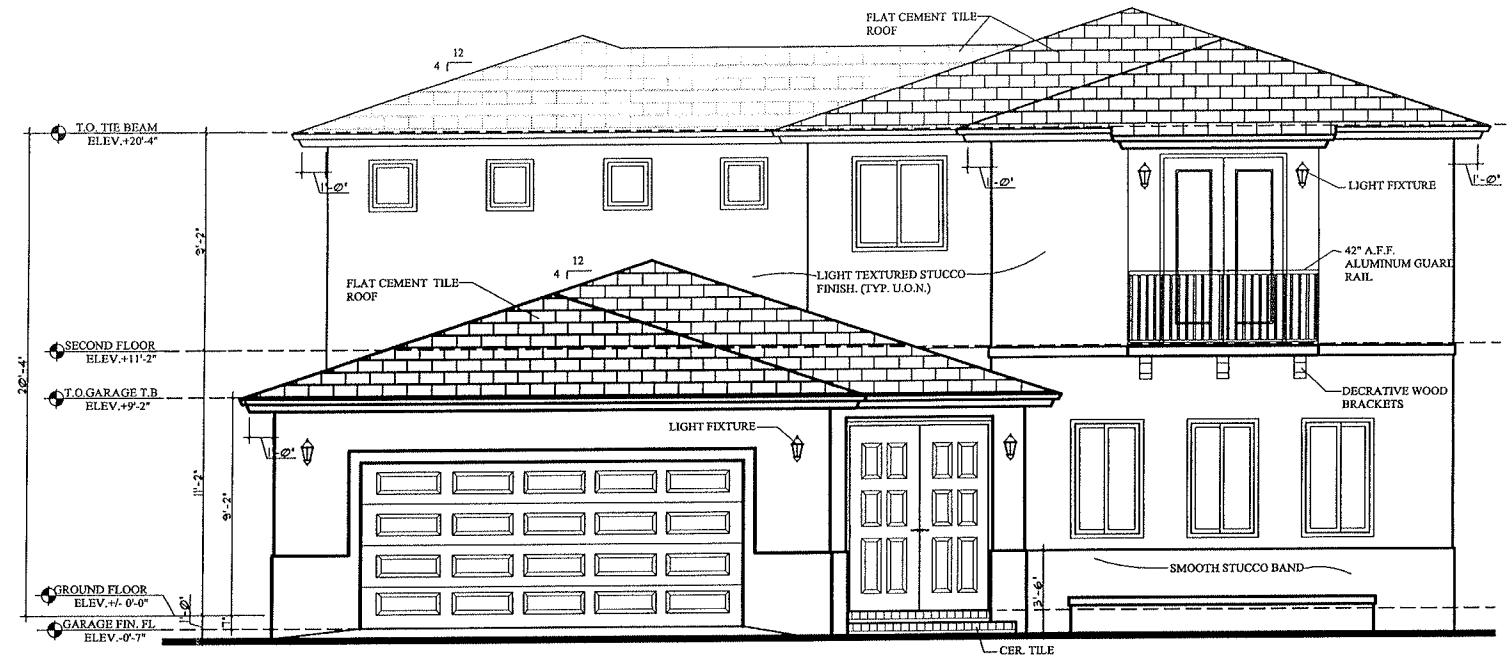 FLAT CEMENT TILE
ROOF
12
4
T.O. TIE BEAM
ELEV.+20'-4"
1'-0"
1'-0"
1'-0"
LIGHT FIXTURE
9'-2"
42" A.F.F.
ALUMINUM GUARD
RAIL
12
4
LIGHT TEXTURED STUCCO
FINISH. (TYP. U.O.N.)
FLAT CEMENT TILE
ROOF
SECOND FLOOR
ELEV.+11'-2"
20'-4"
T.O.GARAGE T.B
ELEV.+9'-2"
DECRATIVE WOOD
BRACKETS
LIGHT FIXTURE
1'-0"
11'-2"
9'-2"
SMOOTH STUCCO BAND
3'-6"
GROUND FLOOR
ELEV.+/- 0'-0"
1'-0"
7"
GARAGE FIN. FL
ELEV.-0'-7"
CER. TILE